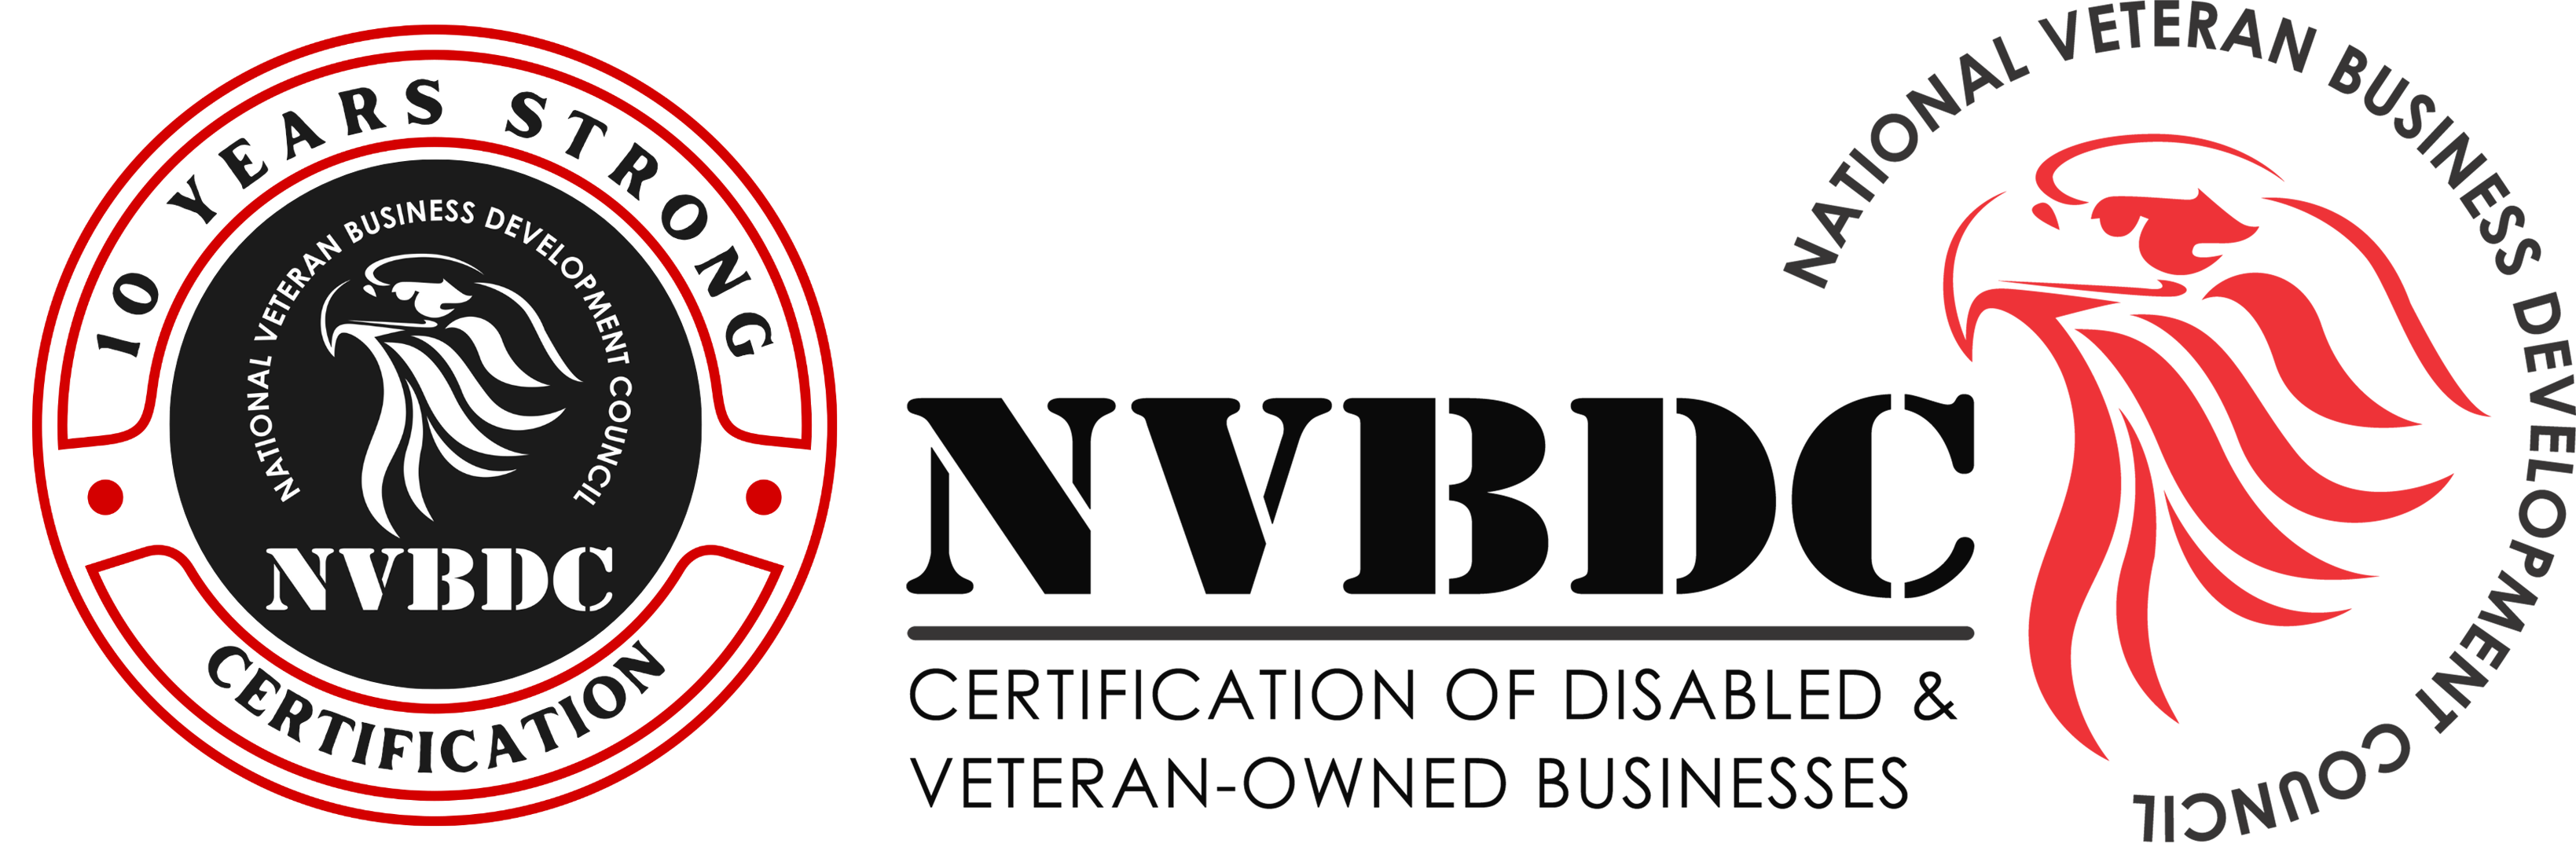 10 YEARS STRONG
NATIONAL VETERAN BUSINESS DEVELOPMENT COUNCIL
NVBDC
CERTIFICATION
NATIONAL VETERAN BUSINESS DEVELOPMENT COUNCIL
NVBDC
CERTIFICATION OF DISABLED &
VETERAN-OWNED BUSINESSES